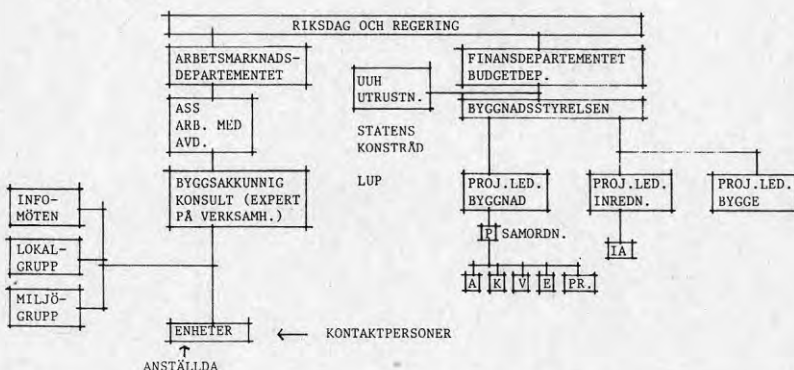 RIKSDAG OCH REGERING
ARBETSMARKNADS-
DEPARTEMENTET
FINANSDEPARTEMENTET
BUDGETDEP.
UUH
UTRUSTN.
BYGGNADSSTYRELSEN
ASS
ARB. MED
AVD.
STATENS
KONSTRÅD
LUP
BYGGSAKKUNNIG
KONSULT (EXPERT
PÅ VERKSAMH.)
PROJ.LED.
BYGGNAD
PROJ.LED.
INREDN.
PROJ.LED.
BYGGE
INFO-
MÖTEN
LOKAL-
GRUPP
MILJÖ-
GRUPP
P SAMORDN.
IA
A K V E PR.
ENHETER ← KONTAKTPERSONER
↑
ANSTÄLLDA